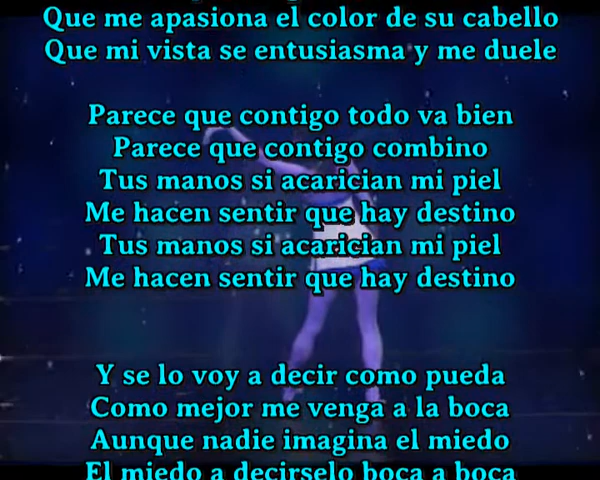 Que me apasiona el color de su cabello
Que mi vista se entusiasma y me duele
Parece que contigo todo va bien
Parece que contigo combino
Tus manos si acarician mi piel
Me hacen sentir que hay destino
Tus manos si acarician mi piel
Me hacen sentir que hay destino
Y se lo voy a decir como pueda
Como mejor me venga a la boca
Aunque nadie imagina el miedo
El miedo a decirselo boca a boca